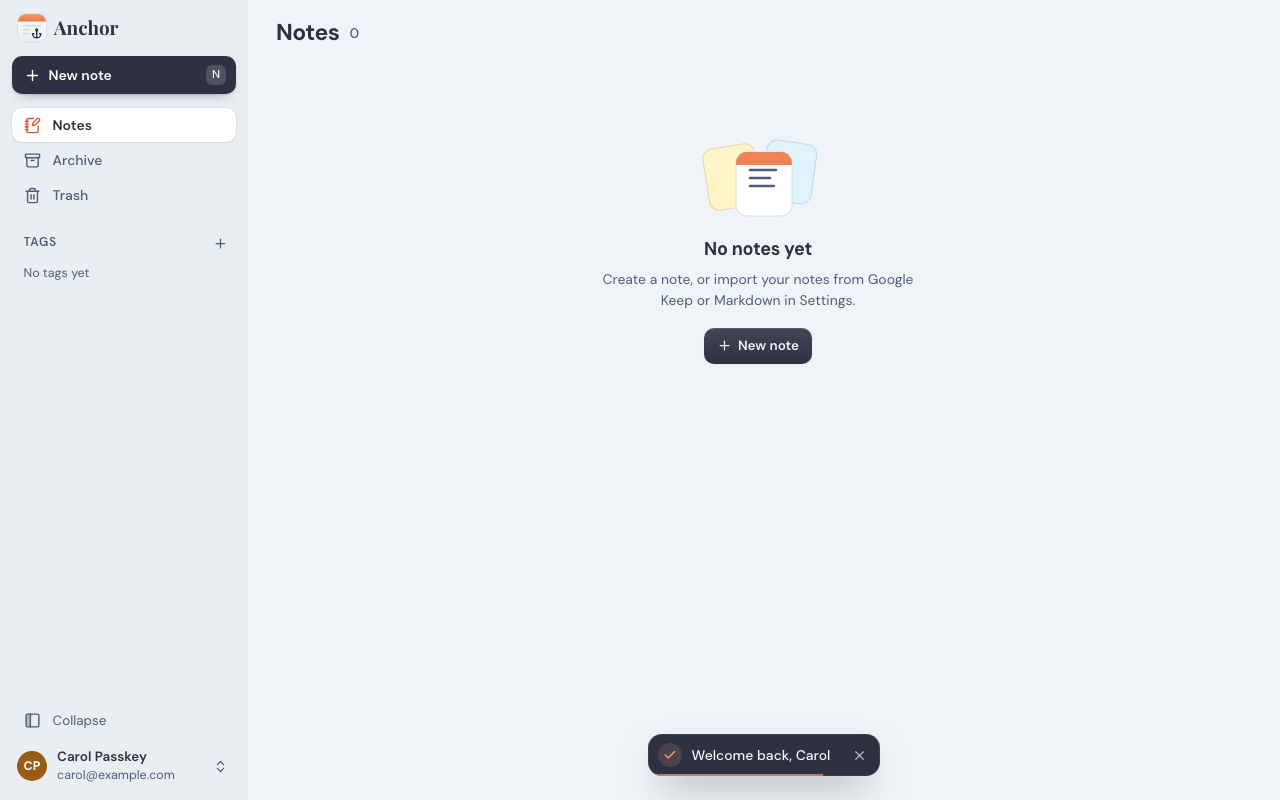 Anchor
New note
N
Notes
Archive
Trash
TAGS
No tags yet
Collapse
CP
Carol Passkey
carol@example.com
Notes 0
No notes yet
Create a note, or import your notes from Google
Keep or Markdown in Settings.
New note
Welcome back, Carol